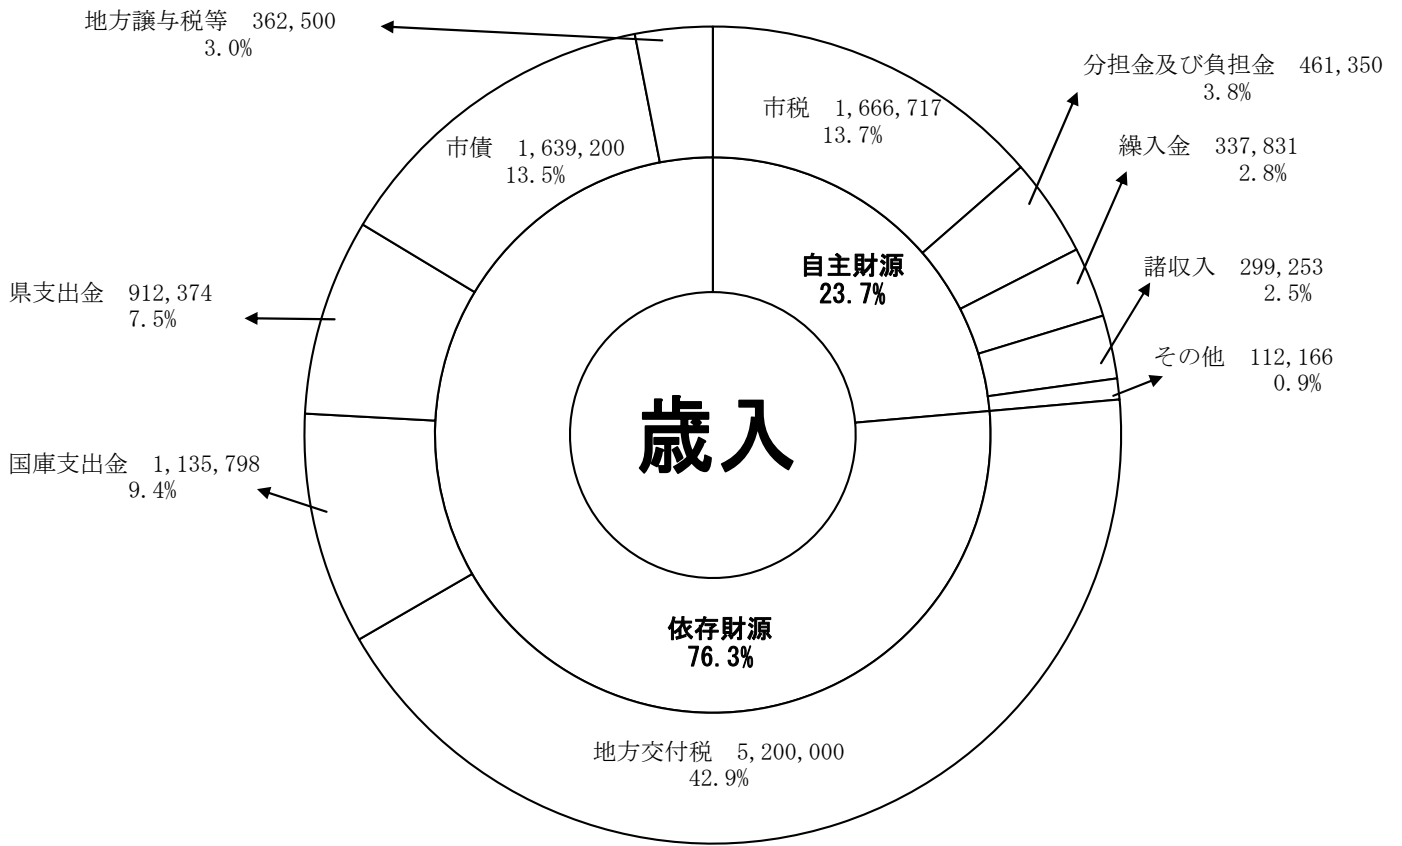 地方譲与税等 362,500
3.0%
市税 1,666,717
13.7%
分担金及び負担金 461,350
3.8%
繰入金 337,831
2.8%
諸収入 299,253
2.5%
その他 112,166
0.9%
市債 1,639,200
13.5%
県支出金 912,374
7.5%
国庫支出金 1,135,798
9.4%
自主財源
23.7%
歳入
依存財源
76.3%
地方交付税 5,200,000
42.9%